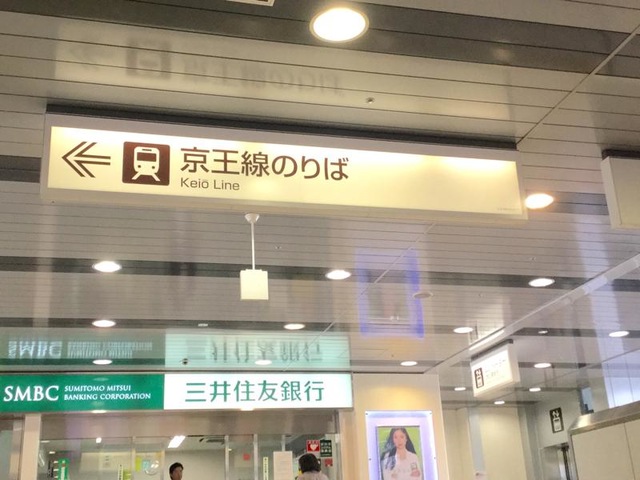 京王線のりば
Keiō Line
SMBC SUMITOMO MITSUI
BANKING CORPORATION
三井住友銀行